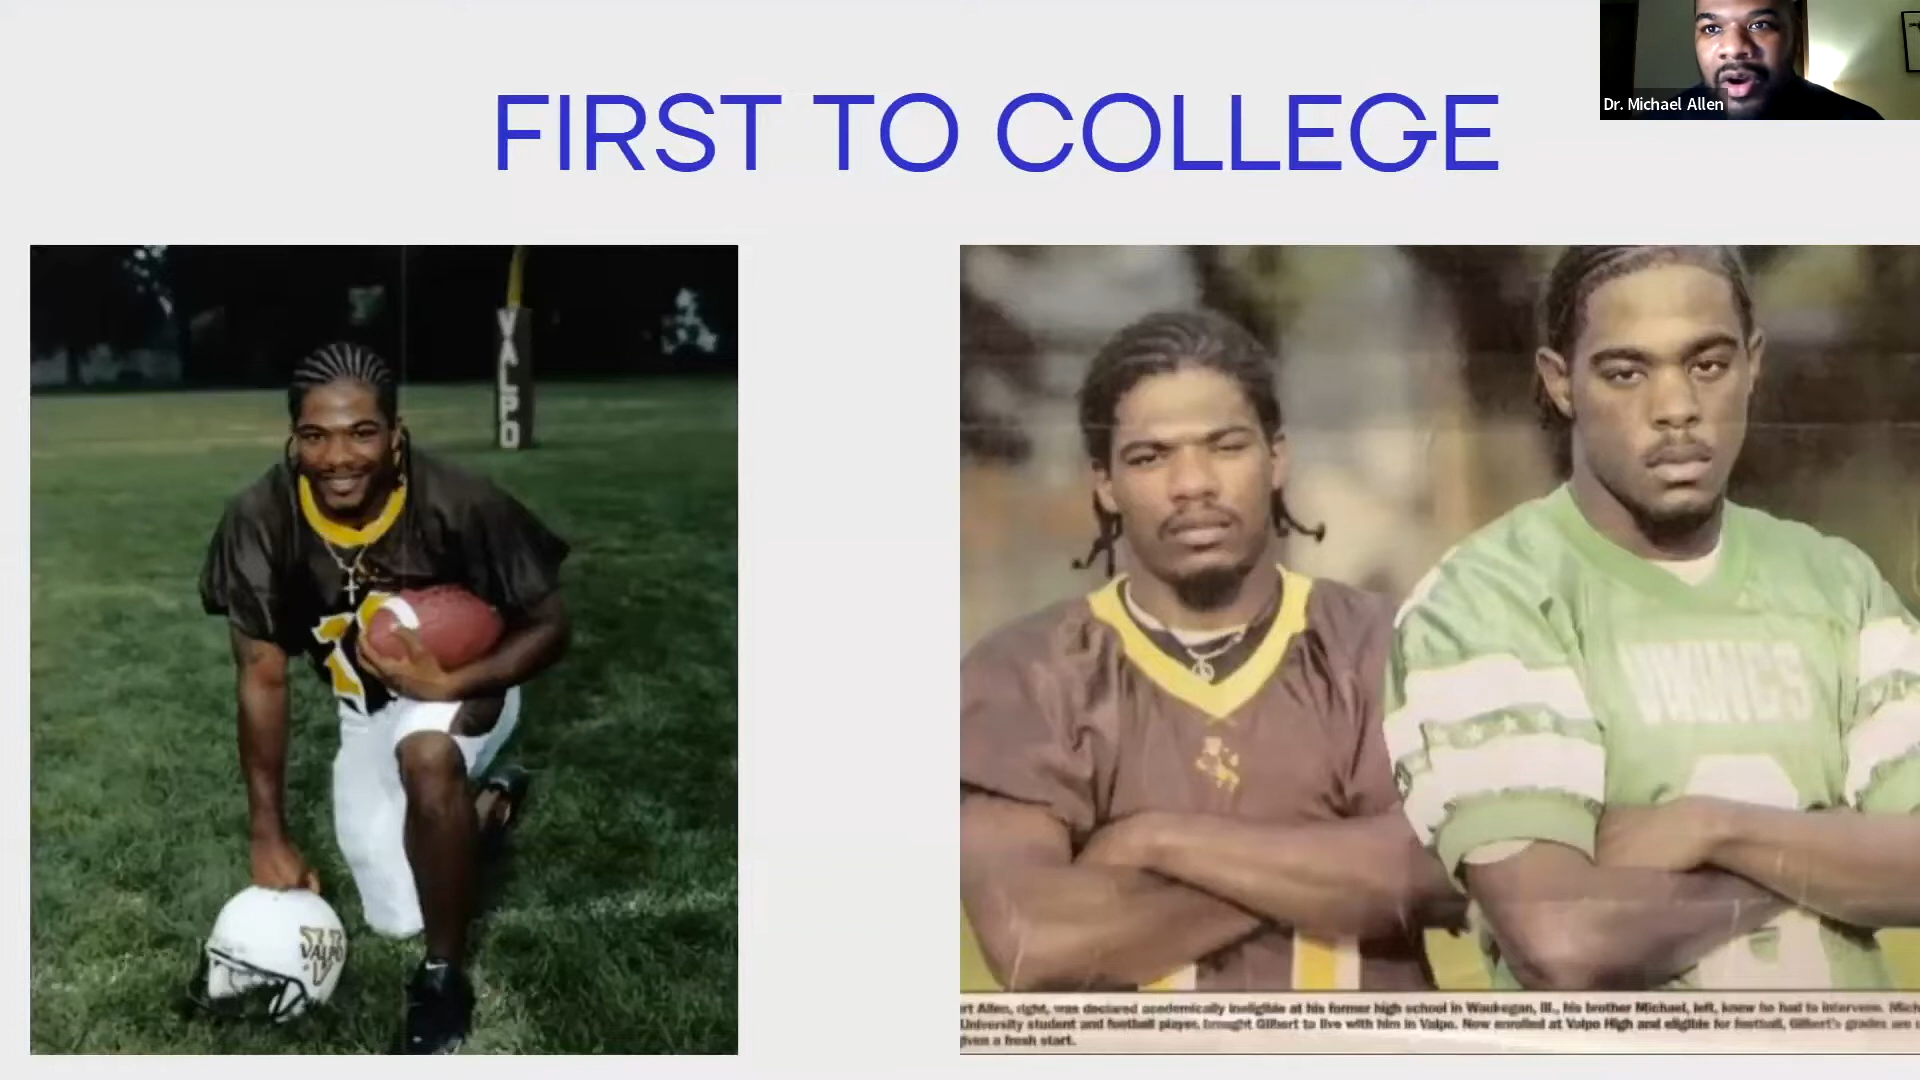 FIRST TO COLLEGE
Dr. Michael Allen
VALPO
VALPO
VIKINGS
rt Allen, right, was declared academically ineligible at his former high school in Waukegan, Ill., his brother Michael, left, knew he had to intervene. Mich
University student and football player, brought Gilbert to live with him in Valpo. Now enrolled at Valpo High and eligible for football, Gilbert's grades are
given a fresh start.